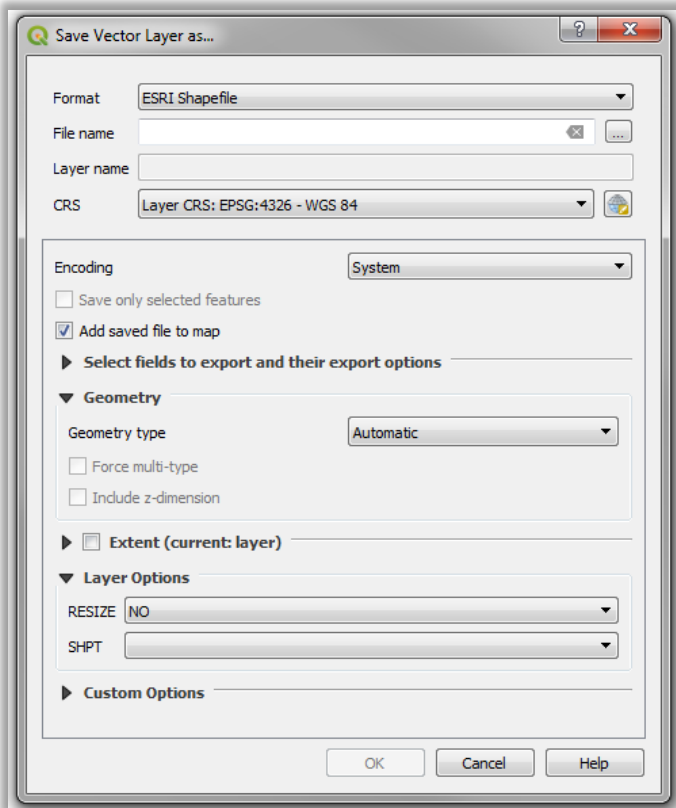 Save Vector Layer as...
Format ESRI Shapefile
File name ...
Layer name
CRS Layer CRS: EPSG:4326 - WGS 84
Encoding System
Save only selected features
Add saved file to map
Select fields to export and their export options
Geometry
Geometry type Automatic
Force multi-type
Include z-dimension
Extent (current: layer)
Layer Options
RESIZE NO
SHPT
Custom Options
OK Cancel Help